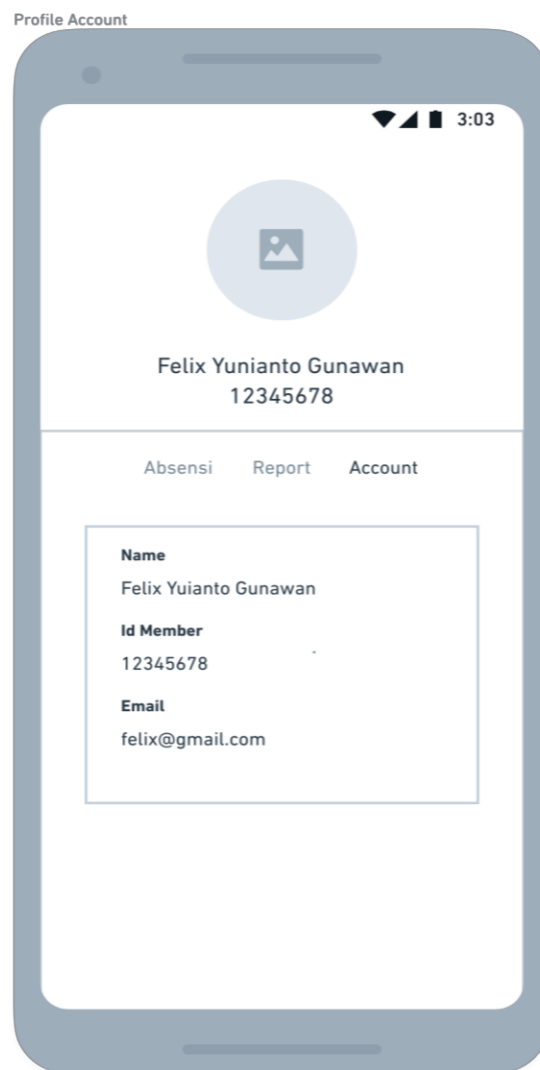 Profile Account
3:03
Felix Yunianto Gunawan
12345678
Absensi Report Account
Name
Felix Yuianto Gunawan
Id Member
12345678
Email
felix@gmail.com